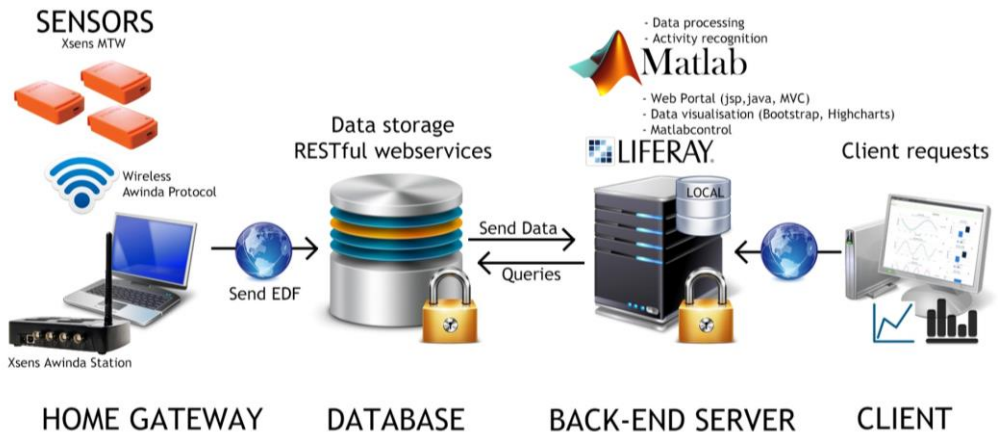 SENSORS
Xsens MTW
Wireless
Awinda Protocol
Xsens Awinda Station
Send EDF
Data storage
RESTful webservices
Send Data
Queries
- Data processing
- Activity recognition
Matlab
- Web Portal (jsp,java, MVC)
- Data visualisation (Bootstrap, Highcharts)
- Matlabcontrol
LIFERAY.
LOCAL
Client requests
HOME GATEWAY
DATABASE
BACK-END SERVER
CLIENT